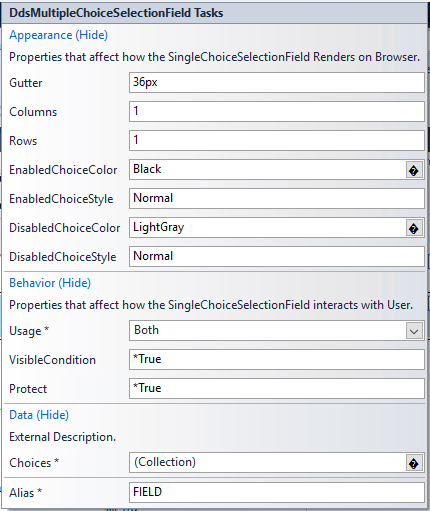 DdsMultipleChoiceSelectionField Tasks
Appearance (Hide)
Properties that affect how the SingleChoiceSelectionField Renders on Browser.
Gutter 36px
Columns 1
Rows 1
EnabledChoiceColor Black
EnabledChoiceStyle Normal
DisabledChoiceColor LightGray
DisabledChoiceStyle Normal
Behavior (Hide)
Properties that affect how the SingleChoiceSelectionField interacts with User.
Usage * Both
VisibleCondition *True
Protect *True
Data (Hide)
External Description.
Choices * (Collection)
Alias * FIELD